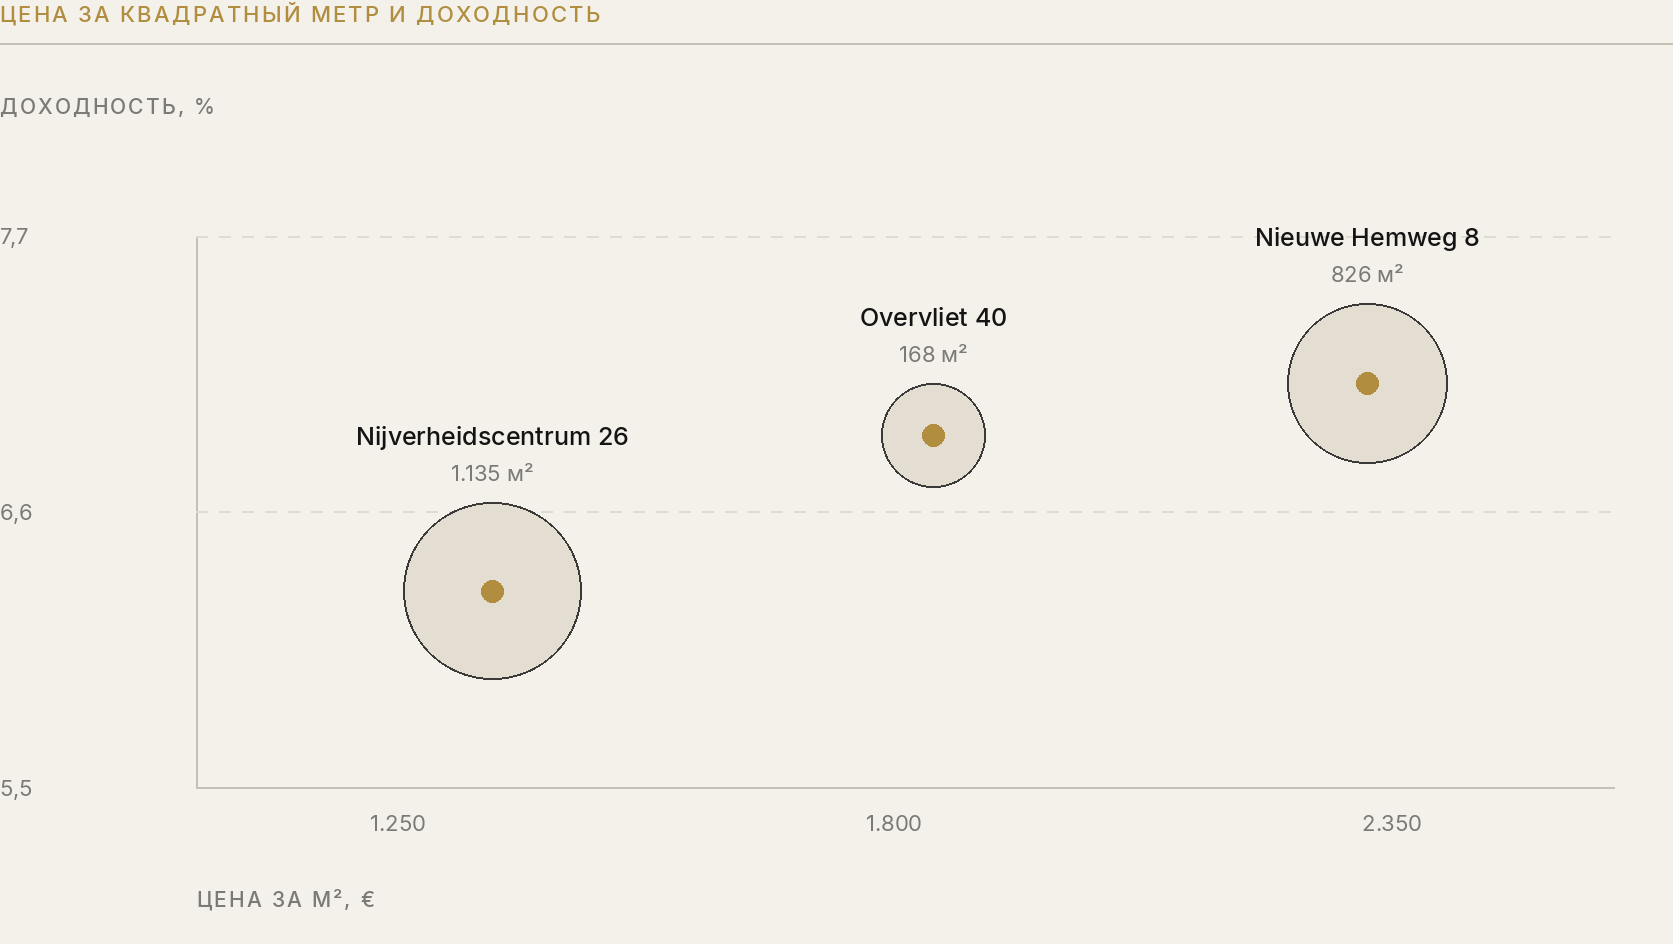 ЦЕНА ЗА КВАДРАТНЫЙ МЕТР И ДОХОДНОСТЬ
ДОХОДНОСТЬ, %
7,7
Nieuwe Hemweg 8
826 м²
Overvliet 40
168 м²
Nijverheidscentrum 26
1.135 м²
6,6
5,5
1.250
1.800
2.350
ЦЕНА ЗА М², €